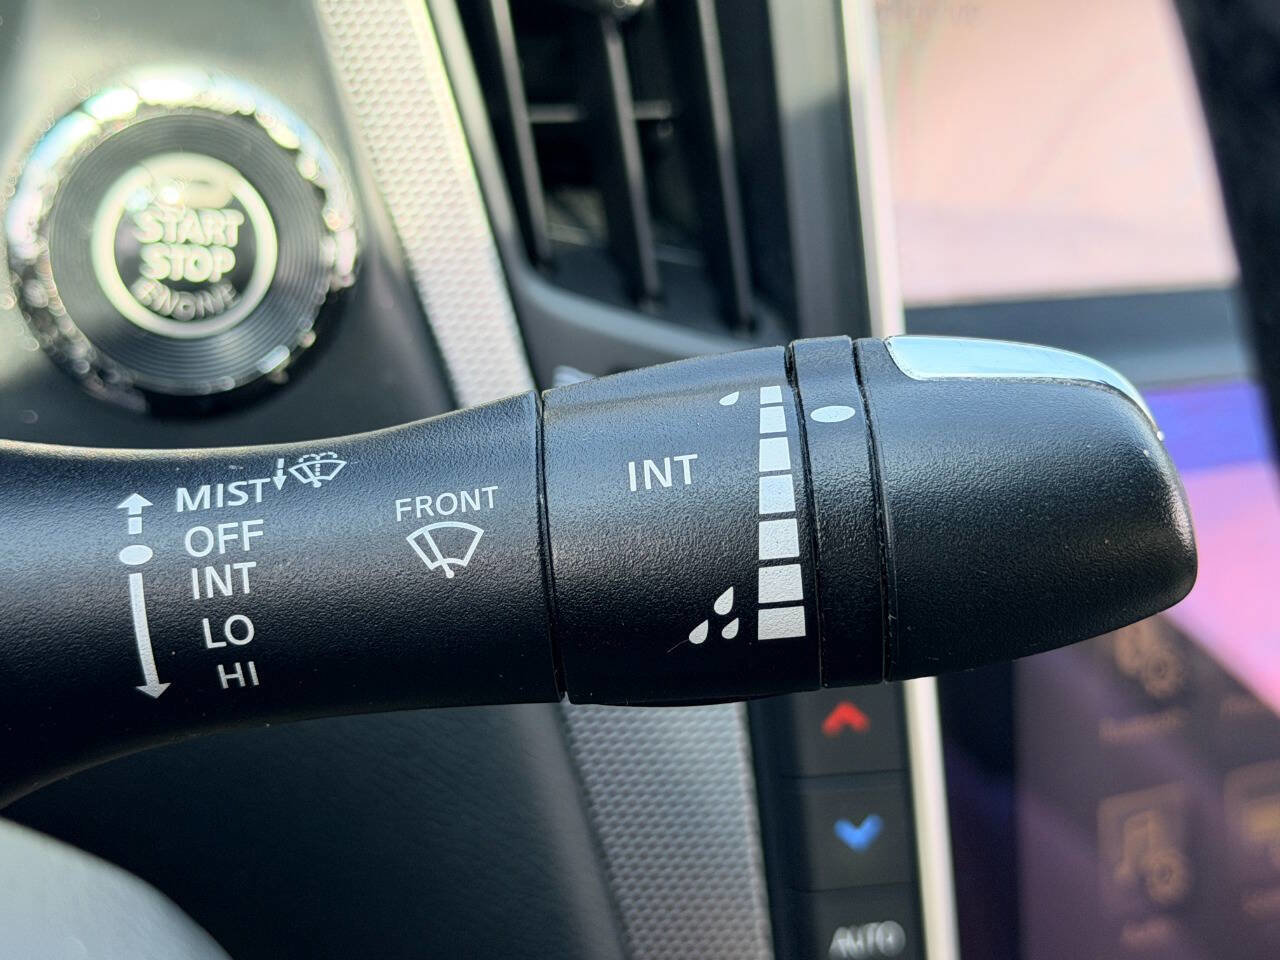 START
STOP
ENGINE
MIST
OFF
INT
LO
HI
FRONT
INT
AUTO